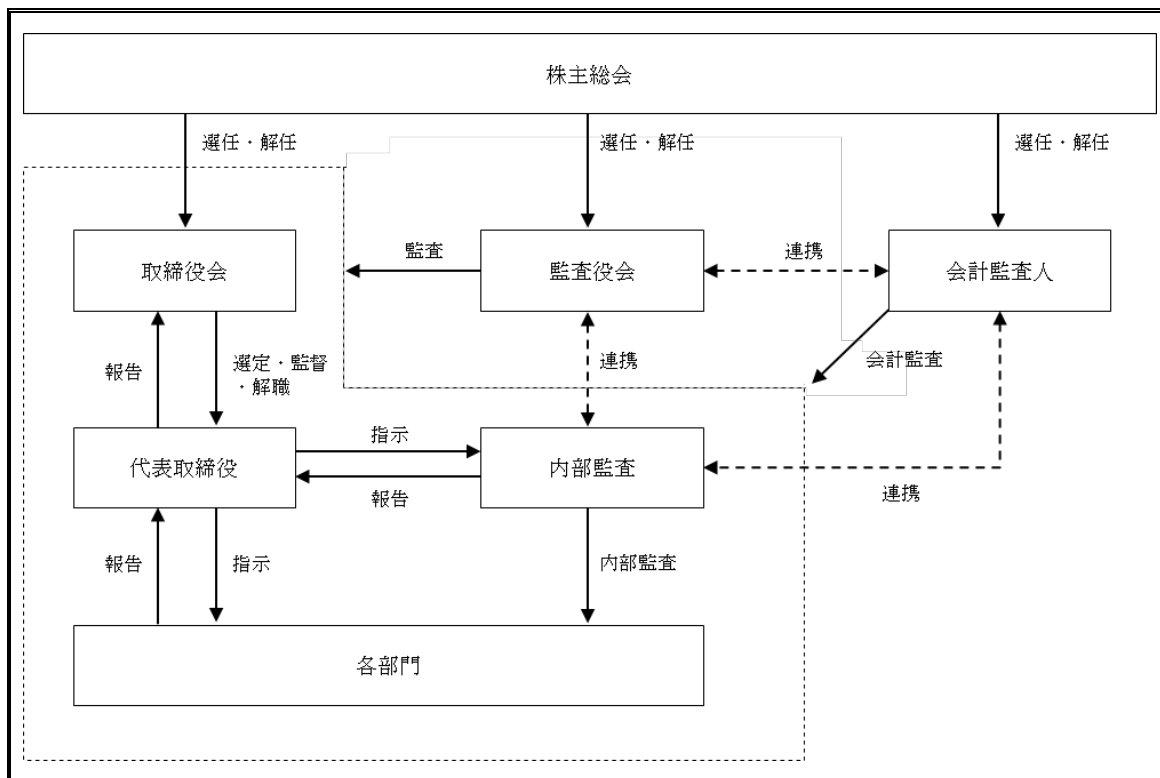 株主総会
選任・解任
選任・解任
選任・解任
取締役会
監査
監査役会
連携
会計監査人
報告
選定・監督
・解職
連携
会計監査
代表取締役
指示
報告
内部監査
連携
報告
指示
内部監査
各部門